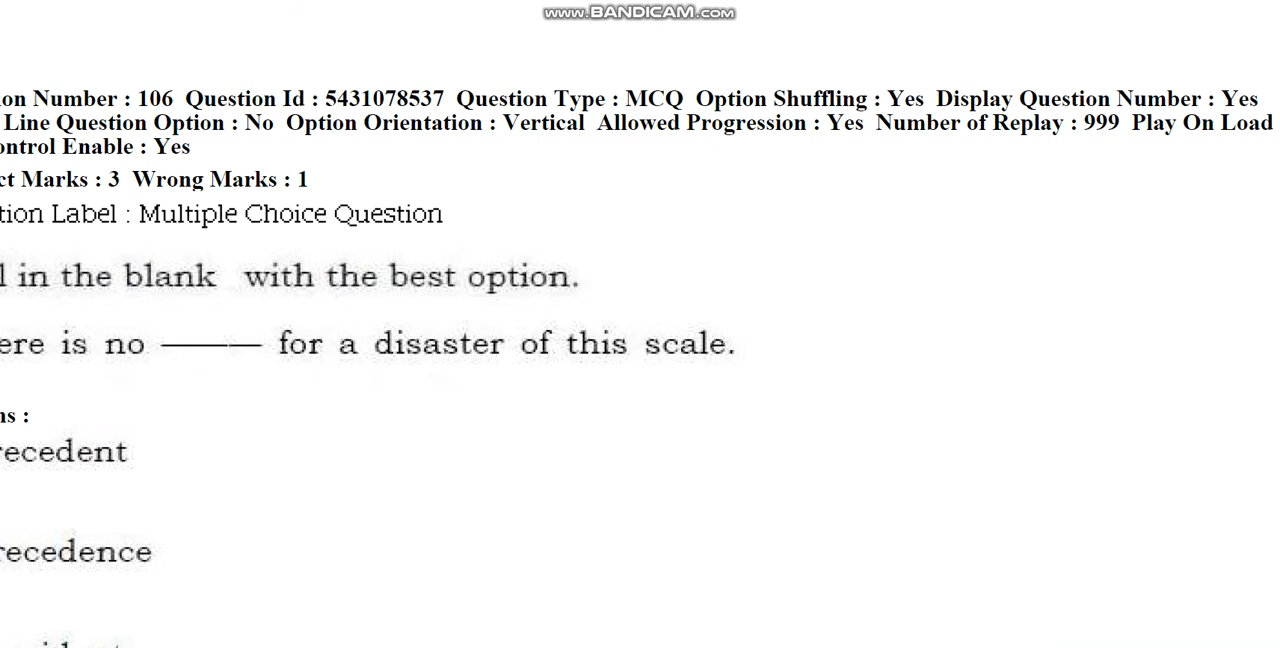 www.BANDICAM.com
on Number : 106 Question Id : 5431078537 Question Type : MCQ Option Shuffling : Yes Display Question Number : Yes
Line Question Option : No Option Orientation : Vertical Allowed Progression : Yes Number of Replay : 999 Play On Load
ontrol Enable : Yes
ct Marks : 3 Wrong Marks : 1
tion Label : Multiple Choice Question
l in the blank with the best option.
ere is no ——— for a disaster of this scale.
ns :
recedent
recedence